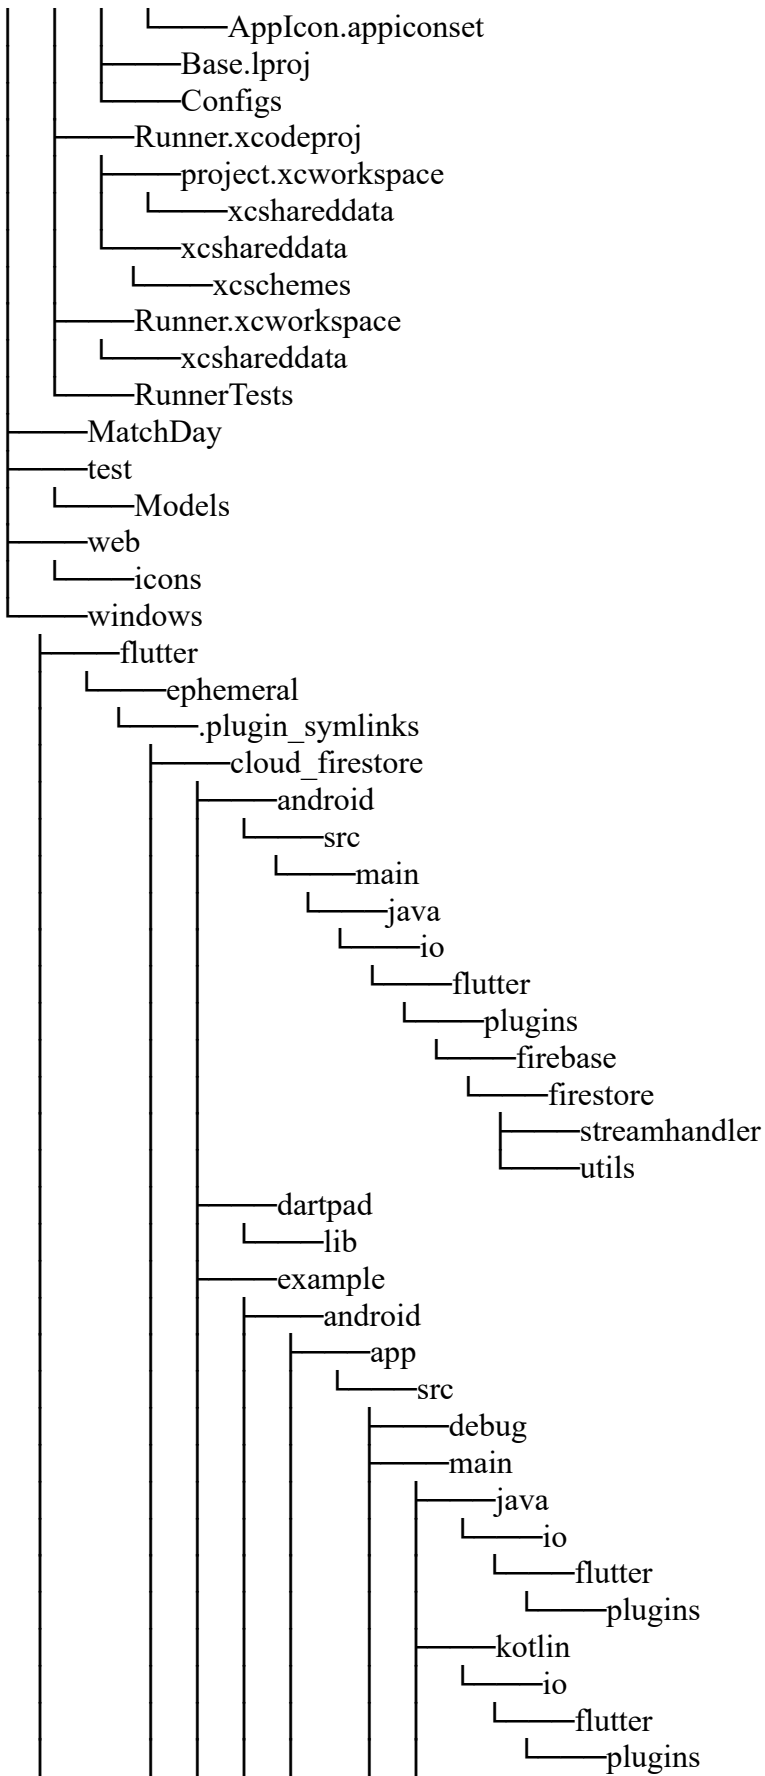 AppIcon.appiconset
Base.lproj
Configs
Runner.xcodeproj
project.xcworkspace
xcshareddata
xcshareddata
xcschemes
Runner.xcworkspace
xcshareddata
RunnerTests
MatchDay
test
Models
web
icons
windows
flutter
ephemeral
.plugin_symlinks
cloud_firestore
android
src
main
java
io
flutter
plugins
firebase
firestore
streamhandler
utils
dartpad
lib
example
android
app
src
debug
main
java
io
flutter
plugins
kotlin
io
flutter
plugins